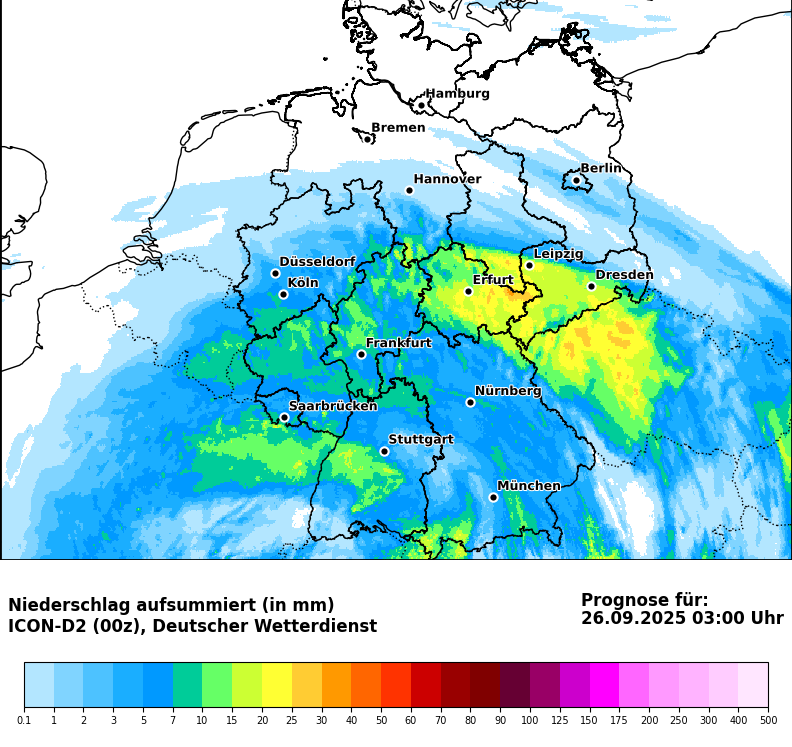 Hamburg
Bremen
Berlin
Hannover
Leipzig
Düsseldorf
Dresden
Köln
Erfurt
Frankfurt
Nürnberg
Saarbrücken
Stuttgart
München
Niederschlag aufsummiert (in mm)
ICON-D2 (00z), Deutscher Wetterdienst
Prognose für:
26.09.2025 03:00 Uhr
0.1 1 2 3 5 7 10 15 20 25 30 40 50 60 70 80 90 100 125 150 175 200 250 300 400 500